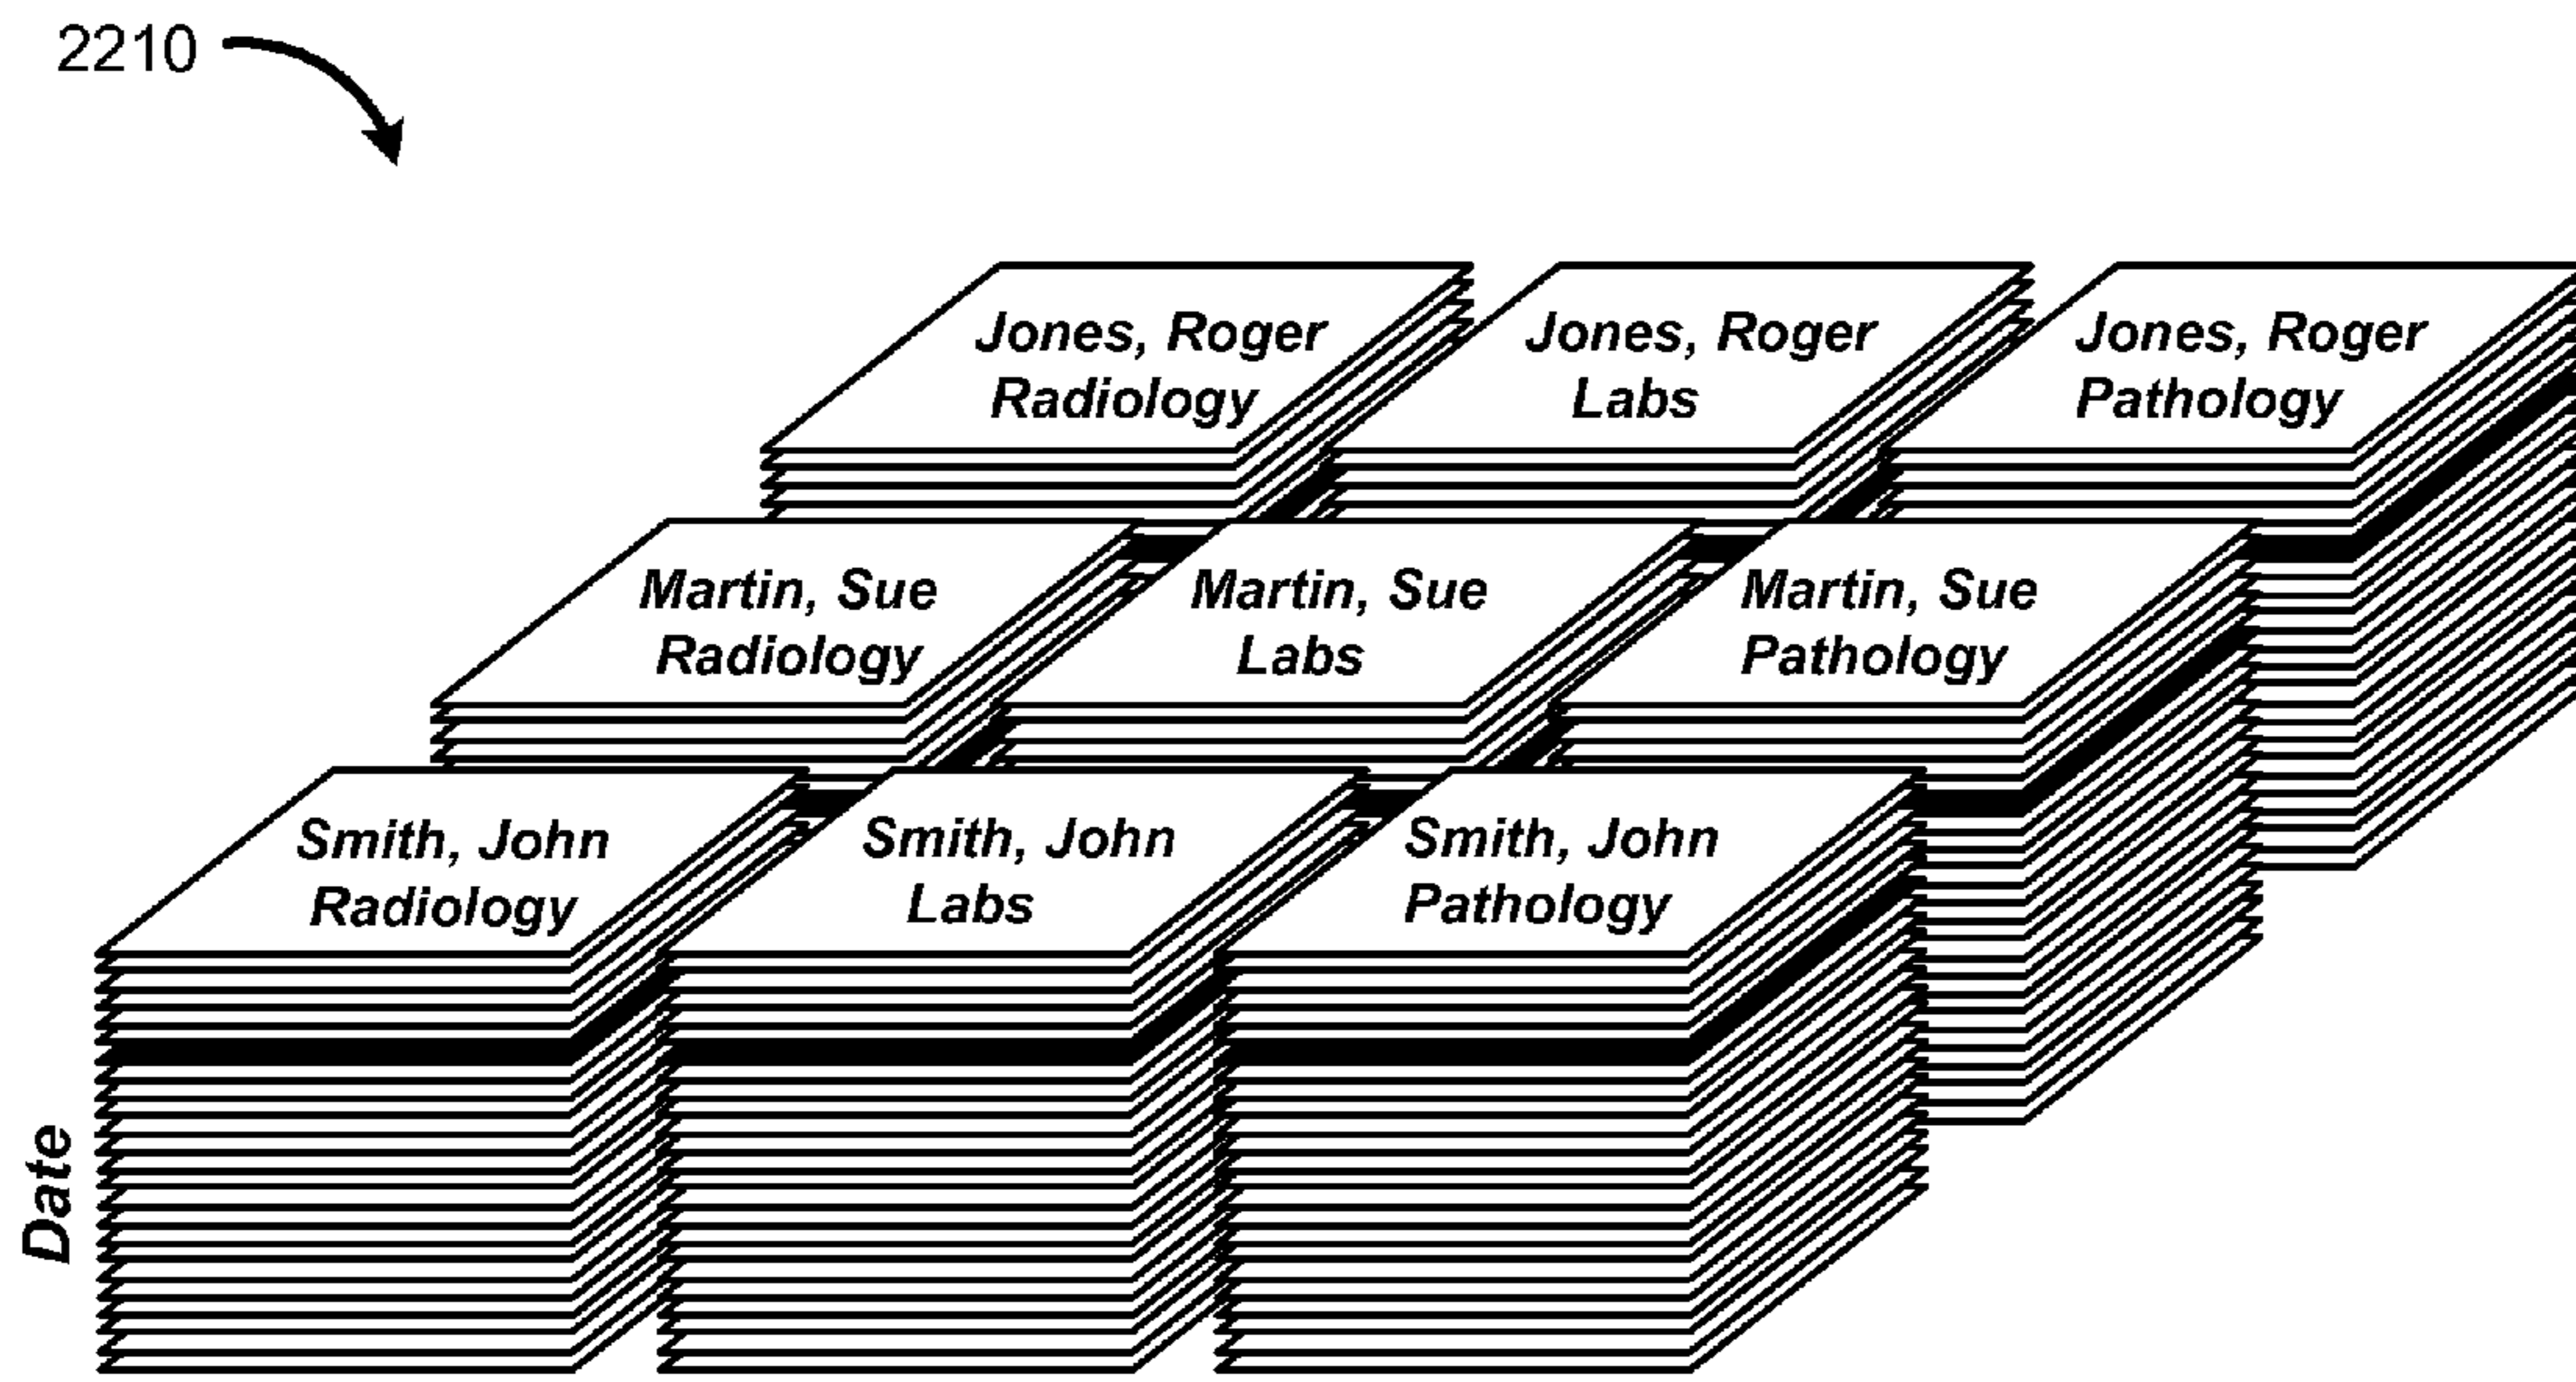 2210
Jones, Roger
Radiology
Jones, Roger
Labs
Jones, Roger
Pathology
Martin, Sue
Radiology
Martin, Sue
Labs
Martin, Sue
Pathology
Smith, John
Radiology
Smith, John
Labs
Smith, John
Pathology
Date